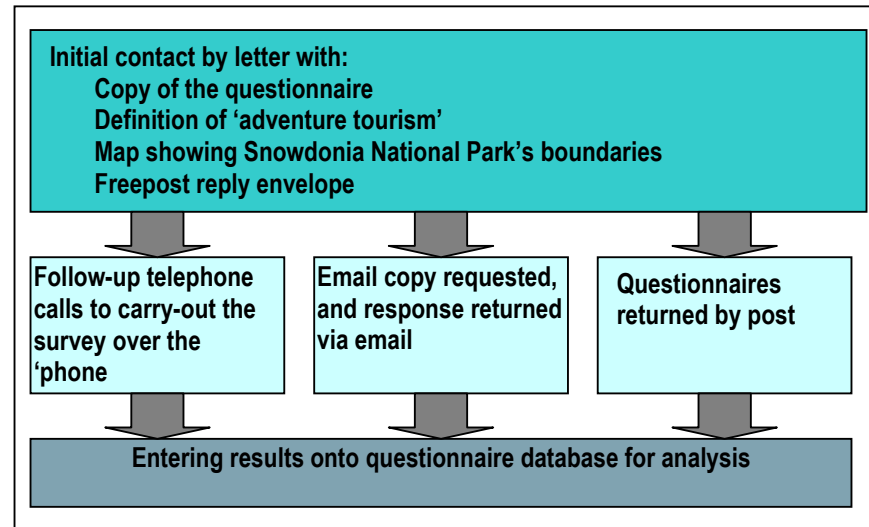 Initial contact by letter with:
Copy of the questionnaire
Definition of ‘adventure tourism’
Map showing Snowdonia National Park’s boundaries
Freepost reply envelope
Follow-up telephone
calls to carry-out the
survey over the
‘phone
Email copy requested,
and response returned
via email
Questionnaires
returned by post
Entering results onto questionnaire database for analysis